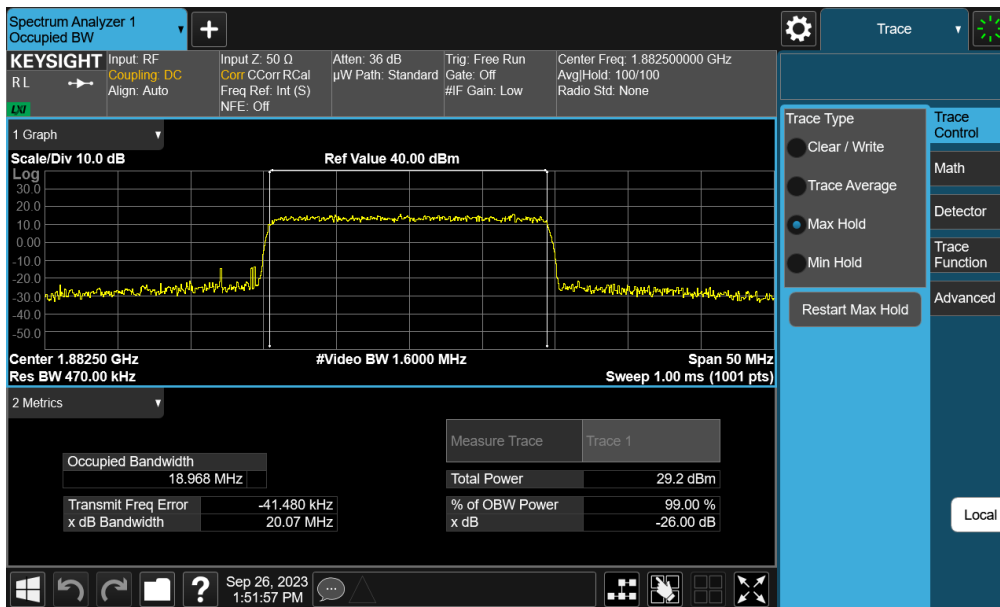 Spectrum Analyzer 1
Occupied BW
▼
+
Trace
▼
KEYSIGHT
R L
LXI
Input: RF
Coupling: DC
Align: Auto
Input Z: 50 Ω
Corr CCorr RCal
Freq Ref: Int (S)
NFE: Off
Atten: 36 dB
µW Path: Standard
Trig: Free Run
Gate: Off
#IF Gain: Low
Center Freq: 1.882500000 GHz
Avg|Hold: 100/100
Radio Std: None
1 Graph ▼
Scale/Div 10.0 dB
Ref Value 40.00 dBm
Log
30.0
20.0
10.0
0.00
-10.0
-20.0
-30.0
-40.0
-50.0
Center 1.88250 GHz
#Video BW 1.6000 MHz
Span 50 MHz
Res BW 470.00 kHz
Sweep 1.00 ms (1001 pts)
2 Metrics ▼
Measure Trace Trace 1
Occupied Bandwidth
18.968 MHz
Total Power 29.2 dBm
Transmit Freq Error -41.480 kHz
% of OBW Power 99.00 %
x dB Bandwidth 20.07 MHz
x dB -26.00 dB
Trace Type
Clear / Write
Trace Average
Max Hold
Min Hold
Restart Max Hold
Trace
Control
Math
Detector
Trace
Function
Advanced
Local
?
Sep 26, 2023
1:51:57 PM